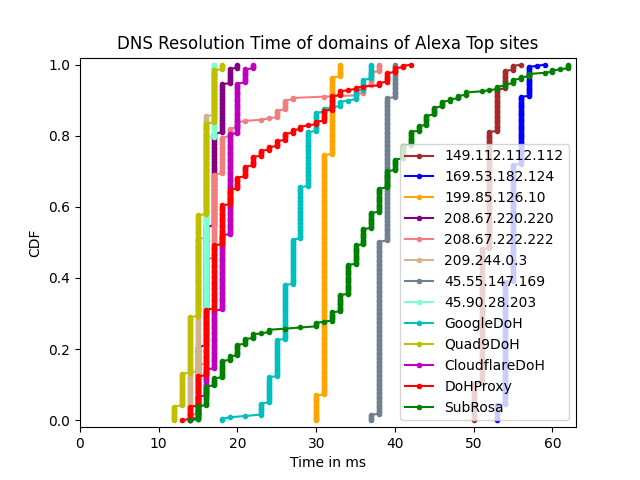 DNS Resolution Time of domains of Alexa Top sites
1.0
0.8
0.6
0.4
0.2
0.0
CDF
149.112.112.112
169.53.182.124
199.85.126.10
208.67.220.220
208.67.222.222
209.244.0.3
45.55.147.169
45.90.28.203
GoogleDoH
Quad9DoH
CloudflareDoH
DoHProxy
SubRosa
0 10 20 30 40 50 60
Time in ms